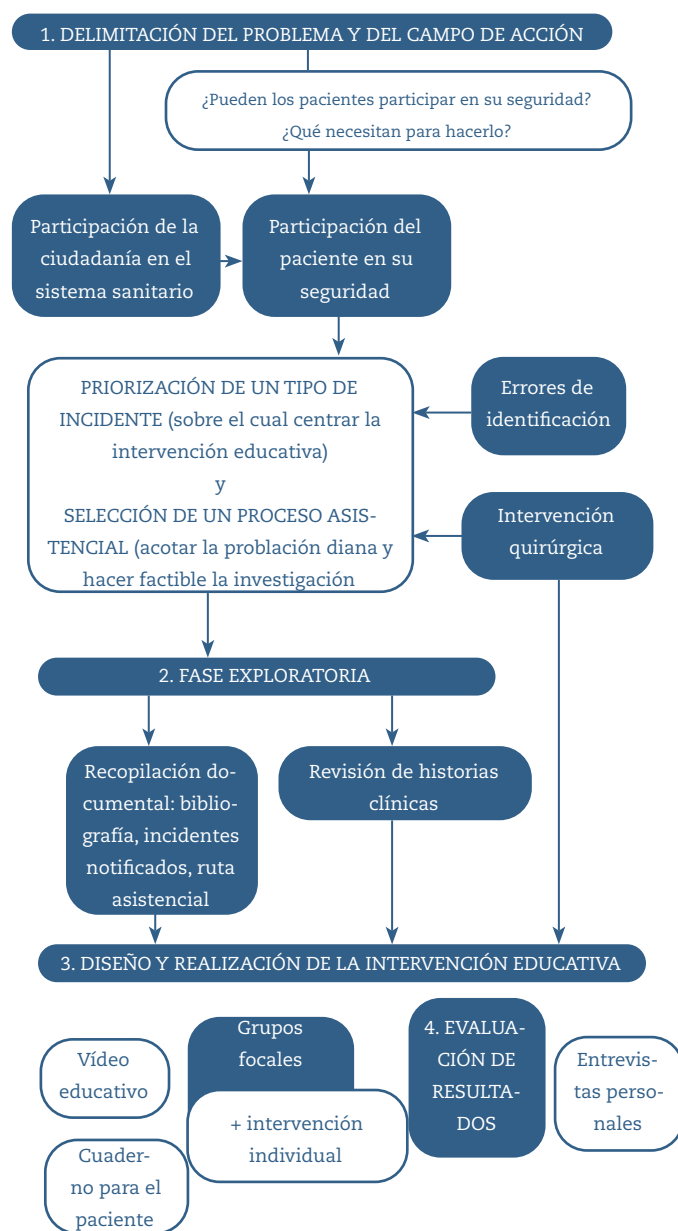 1. DELIMITACIÓN DEL PROBLEMA Y DEL CAMPO DE ACCIÓN
¿Pueden los pacientes participar en su seguridad?
¿Qué necesitan para hacerlo?
Participación de la
ciudadanía en el
sistema sanitario
Participación del
paciente en su
seguridad
PRIORIZACIÓN DE UN TIPO DE
INCIDENTE (sobre el cual centrar la
intervención educativa)
y
SELECCIÓN DE UN PROCESO ASIS-
TENCIAL (acotar la problación diana y
hacer factible la investigación
Errores de
identificación
Intervención
quirúrgica
2. FASE EXPLORATORIA
Recopilación do-
cumental: biblio-
grafía, incidentes
notificados, ruta
asistencial
Revisión de historias
clínicas
3. DISEÑO Y REALIZACIÓN DE LA INTERVENCIÓN EDUCATIVA
Vídeo
educativo
Cuader-
no para el
paciente
Grupos
focales
+ intervención
individual
4. EVALUA-
CIÓN DE
RESULTA-
DOS
Entrevis-
tas perso-
nales